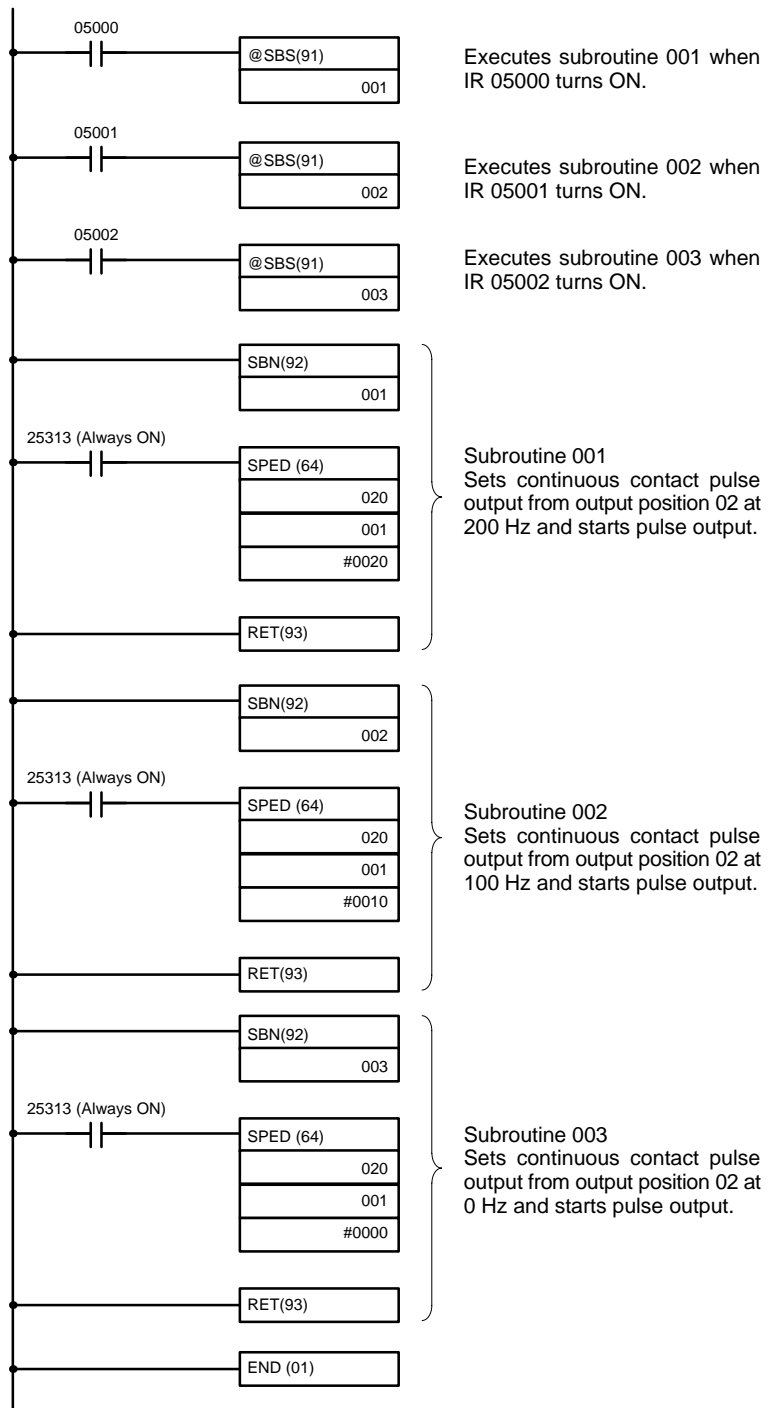 05000
@SBS(91)
001
Executes subroutine 001 when
IR 05000 turns ON.
05001
@SBS(91)
002
Executes subroutine 002 when
IR 05001 turns ON.
05002
@SBS(91)
003
Executes subroutine 003 when
IR 05002 turns ON.
SBN(92)
001
25313 (Always ON)
SPED (64)
020
001
#0020
Subroutine 001
Sets continuous contact pulse
output from output position 02 at
200 Hz and starts pulse output.
RET(93)
SBN(92)
002
25313 (Always ON)
SPED (64)
020
001
#0010
Subroutine 002
Sets continuous contact pulse
output from output position 02 at
100 Hz and starts pulse output.
RET(93)
SBN(92)
003
25313 (Always ON)
SPED (64)
020
001
#0000
Subroutine 003
Sets continuous contact pulse
output from output position 02 at
0 Hz and starts pulse output.
RET(93)
END (01)